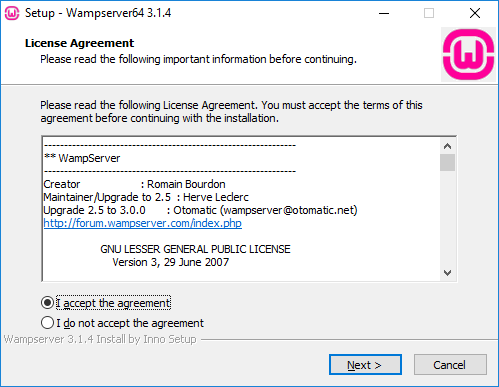 Setup - Wampserver64 3.1.4
License Agreement
Please read the following important information before continuing.
Please read the following License Agreement. You must accept the terms of this
agreement before continuing with the installation.
------------------------------------------------------------
** WampServer
------------------------------------------------------------
Creator : Romain Bourdon
Maintainer/Upgrade to 2.5 : Herve Leclerc
Upgrade 2.5 to 3.0.0 : Otomatic (wampserver@otomatic.net)
http://forum.wampserver.com/index.php
GNU LESSER GENERAL PUBLIC LICENSE
Version 3, 29 June 2007
I accept the agreement
I do not accept the agreement
Wampserver 3.1.4 Install by Inno Setup
Next >
Cancel